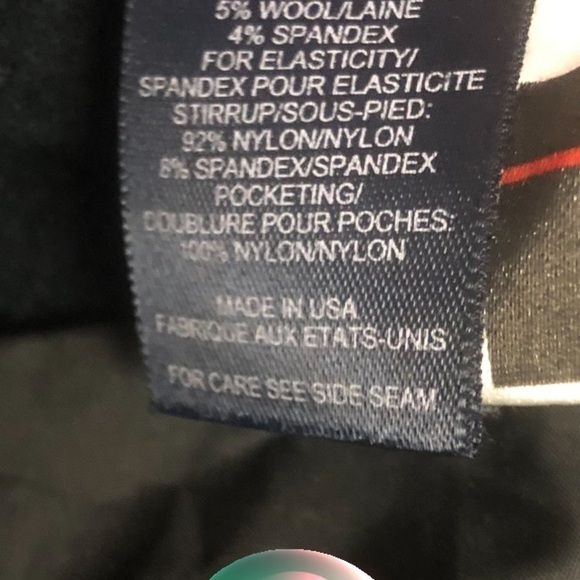 5% WOOL/LAINE
4% SPANDEX
FOR ELASTICITY/
SPANDEX POUR ELASTICITE
STIRRUP/SOUS-PIED:
92% NYLON/NYLON
8% SPANDEX/SPANDEX
POCKETING/
DOUBLURE POUR POCHES:
100% NYLON/NYLON
MADE IN USA
FABRIQUE AUX ETATS-UNIS
FOR CARE SEE SIDE SEAM